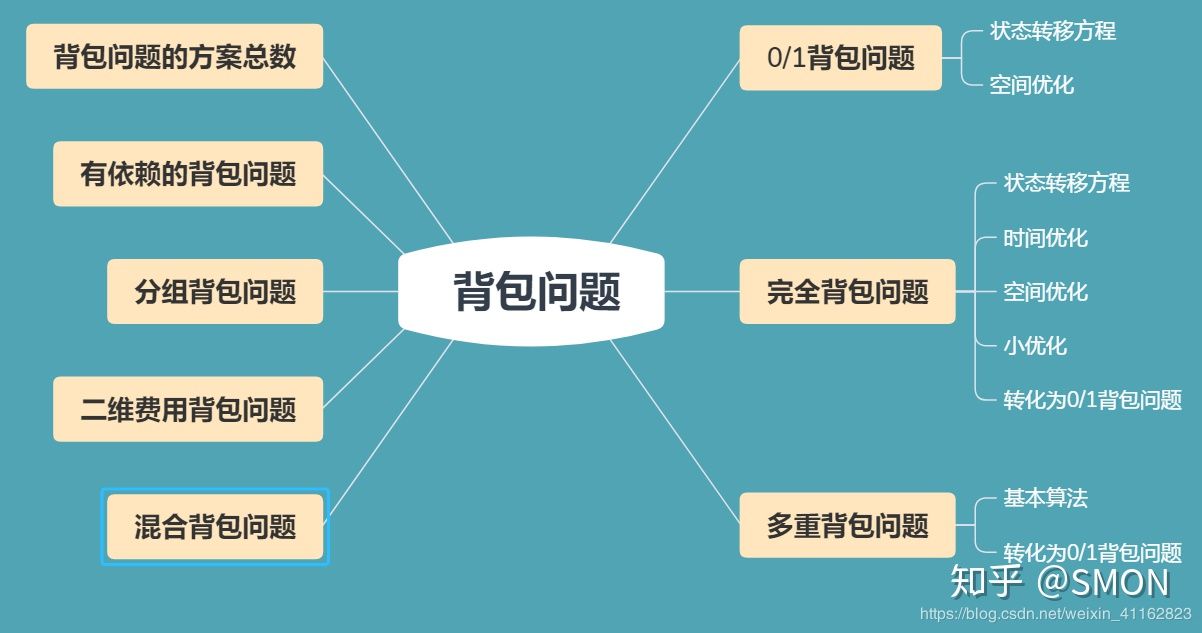 背包问题
0/1背包问题
状态转移方程
空间优化
完全背包问题
状态转移方程
时间优化
空间优化
小优化
转化为0/1背包问题
多重背包问题
基本算法
转化为0/1背包问题
背包问题的方案总数
有依赖的背包问题
分组背包问题
二维费用背包问题
混合背包问题
知乎 @SMON
https://blog.csdn.net/weixin_41162823